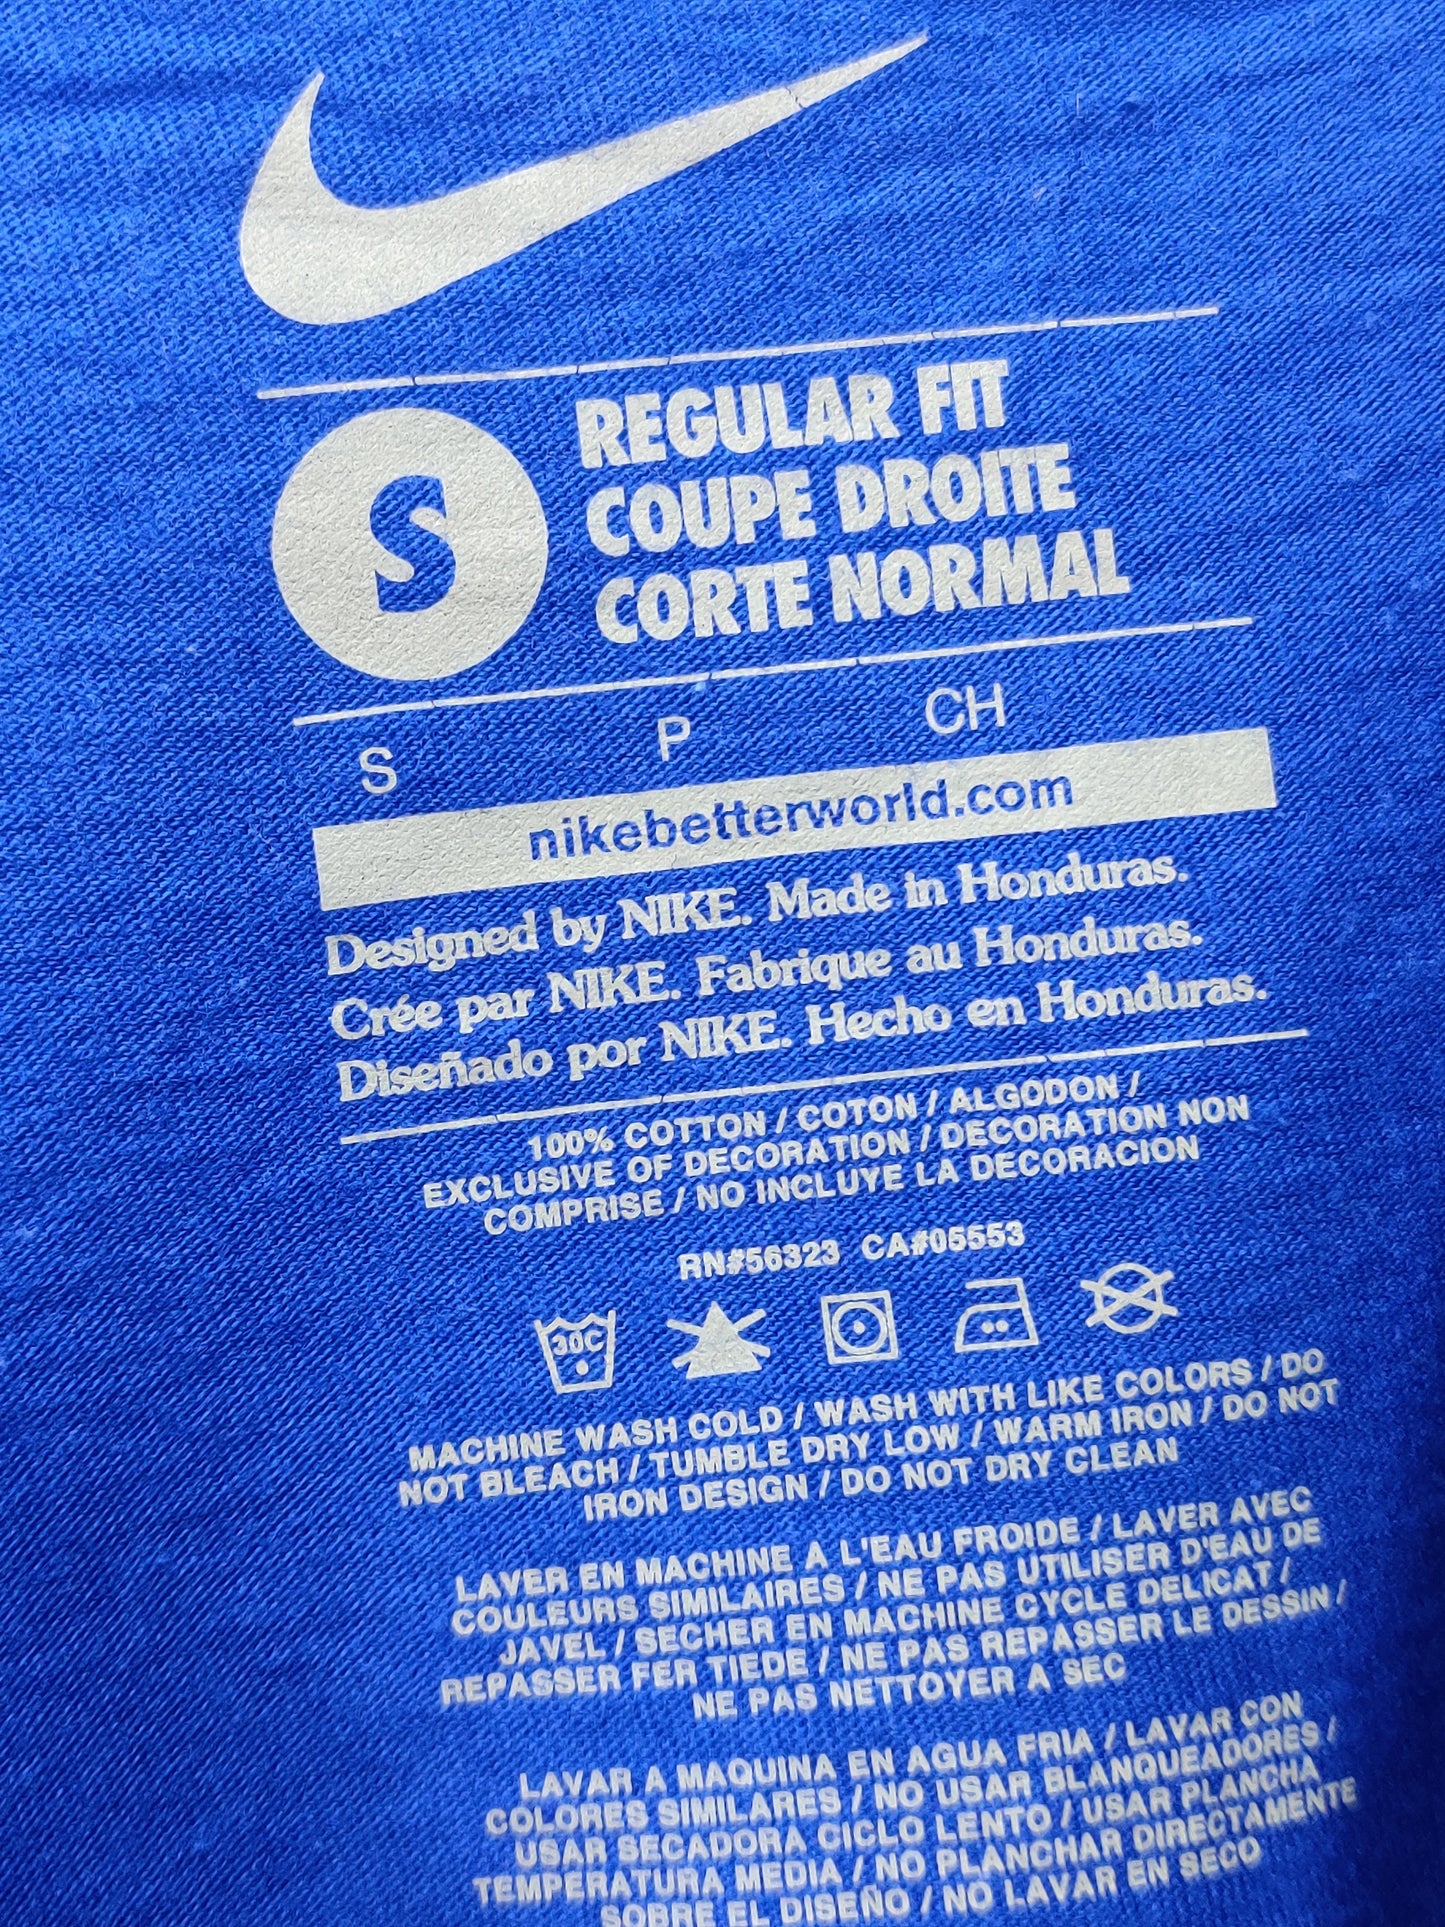 S
REGULAR FIT
COUPE DROITE
CORTE NORMAL
S P CH
nikebetterworld.com
Designed by NIKE. Made in Honduras.
Crée par NIKE. Fabrique au Honduras.
Diseñado por NIKE. Hecho en Honduras.
100% COTTON / COTON / ALGODON /
EXCLUSIVE OF DECORATION / DECORATION NON
COMPRISE / NO INCLUYE LA DECORACION
RN#56323 CA#05553
30C
MACHINE WASH COLD / WASH WITH LIKE COLORS / DO
NOT BLEACH / TUMBLE DRY LOW / WARM IRON / DO NOT
IRON DESIGN / DO NOT DRY CLEAN
LAVER EN MACHINE A L'EAU FROIDE / LAVER AVEC
COULEURS SIMILAIRES / NE PAS UTILISER D'EAU DE
JAVEL / SECHER EN MACHINE CYCLE DELICAT /
REPASSER FER TIEDE / NE PAS REPASSER LE DESSIN /
NE PAS NETTOYER A SEC
LAVAR A MAQUINA EN AGUA FRIA / LAVAR CON
COLORES SIMILARES / NO USAR BLANQUEADORES /
USAR SECADORA CICLO LENTO / USAR PLANCHA
TEMPERATURA MEDIA / NO PLANCHAR DIRECTAMENTE
SOBRE EL DISEÑO / NO LAVAR EN SECO